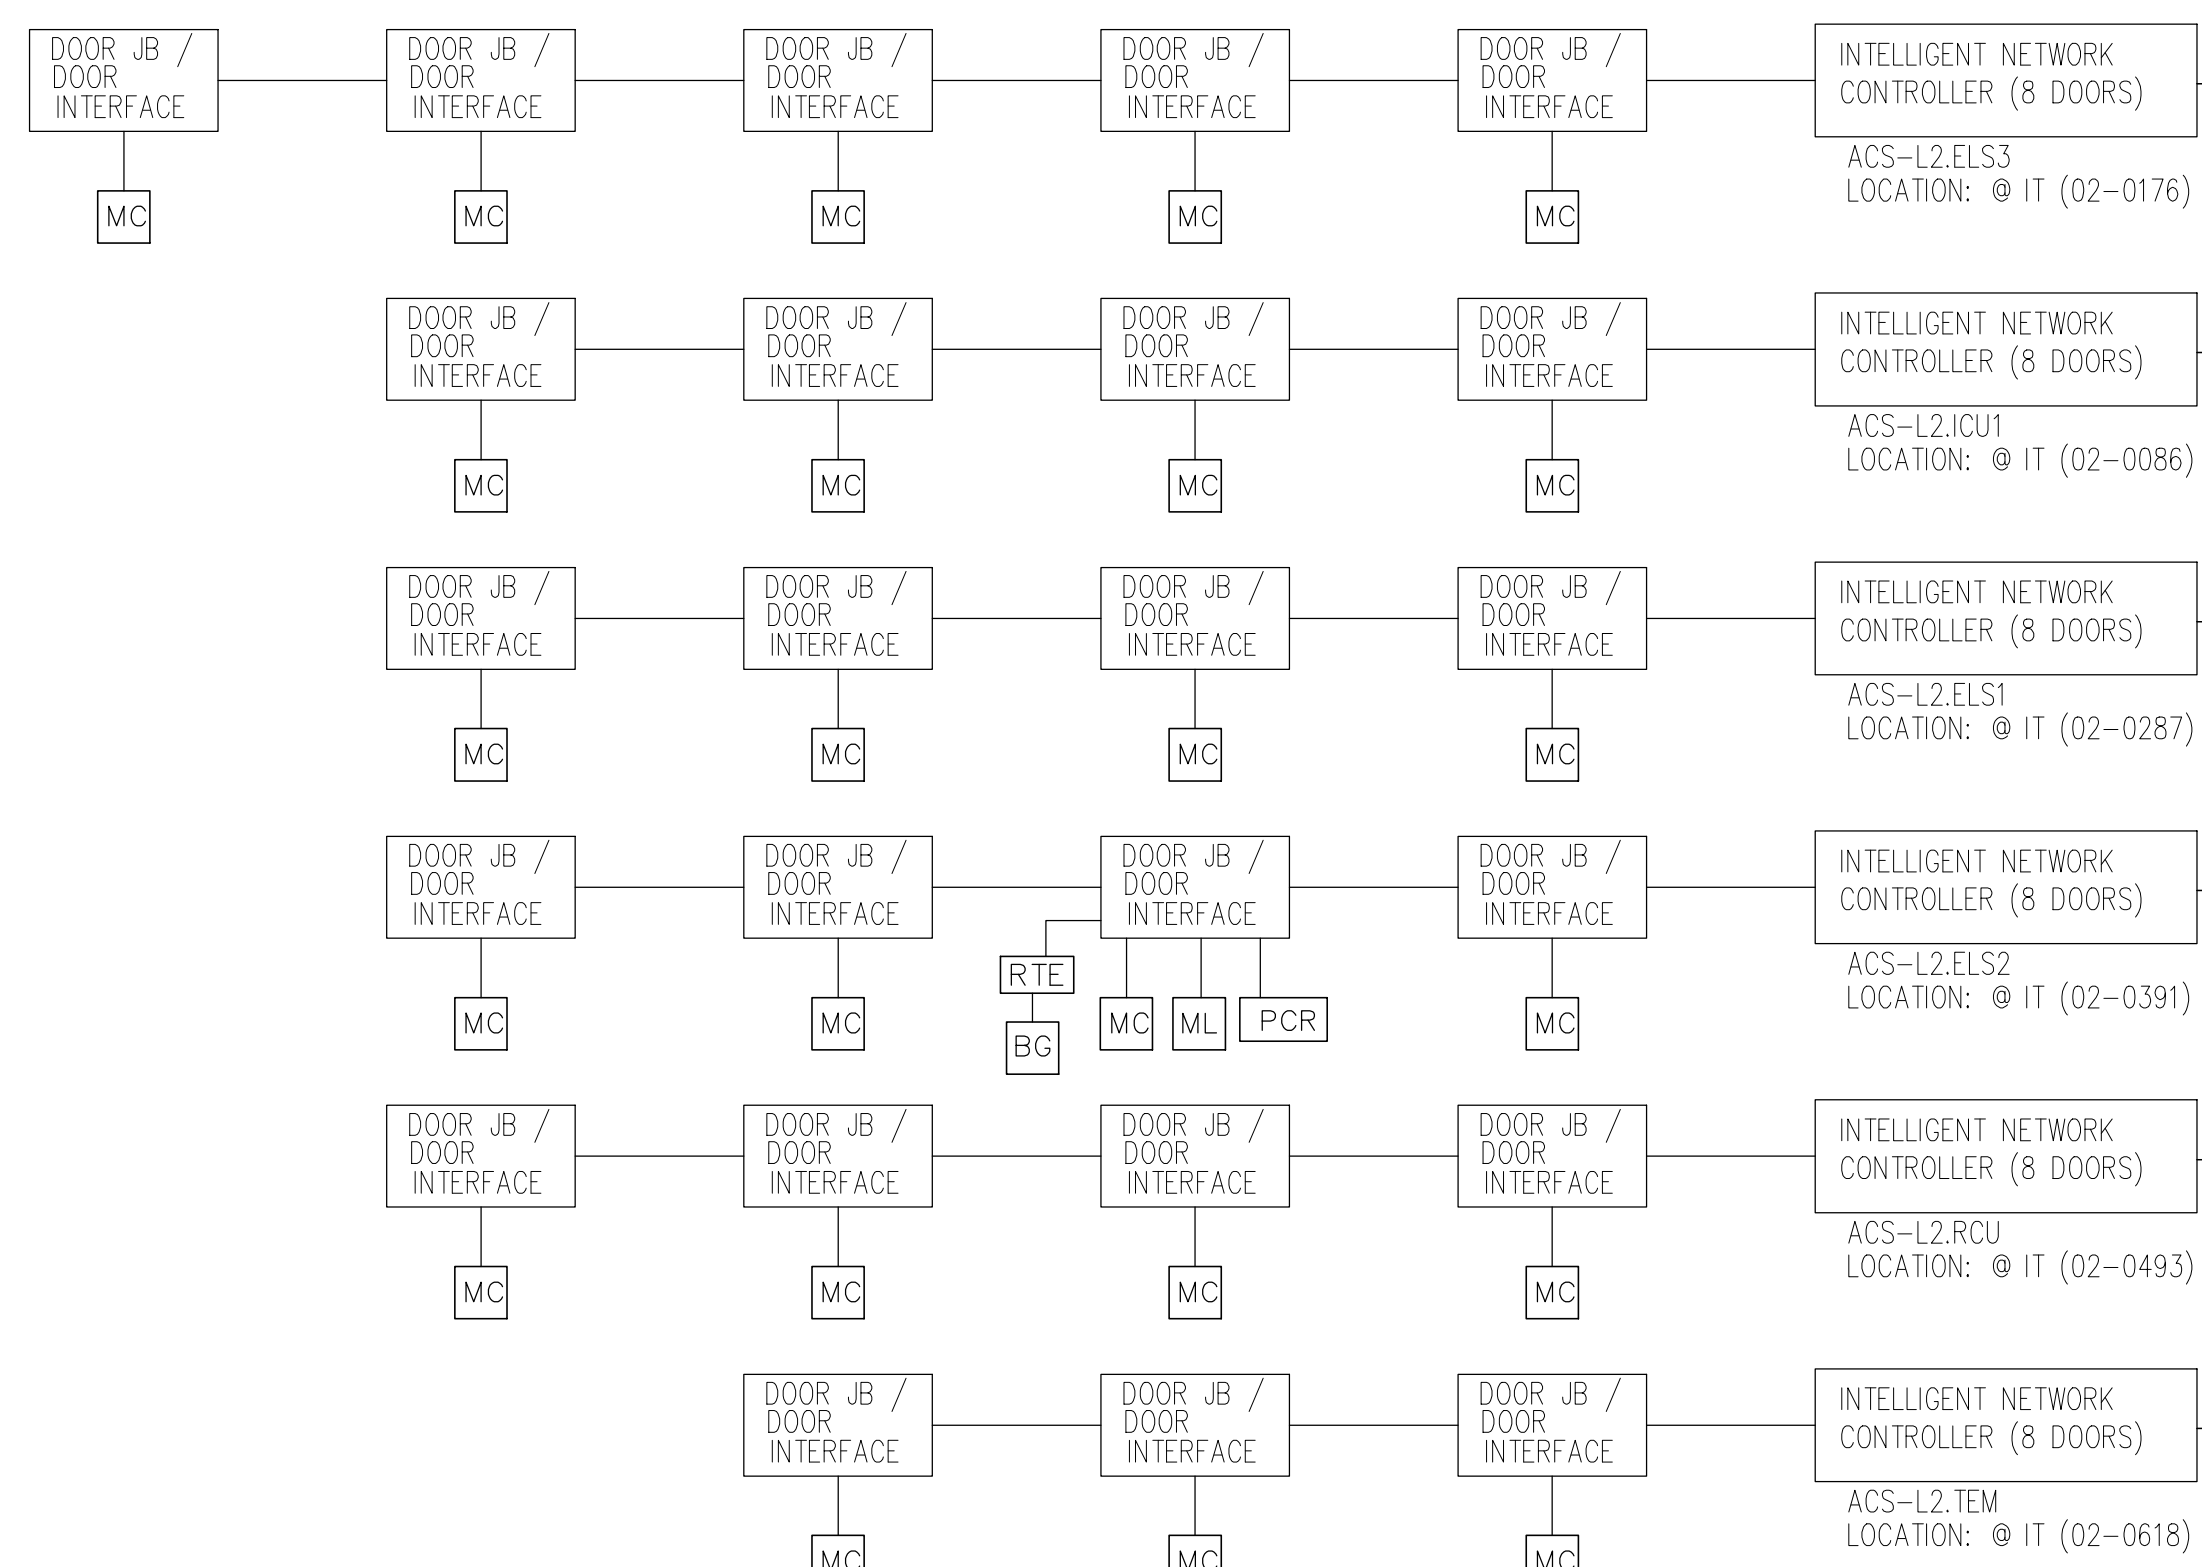 DOOR JB / DOOR JB / DOOR JB / DOOR JB / DOOR JB / INTELLIGENT NETWORK
DOOR DOOR DOOR DOOR DOOR CONTROLLER (8 DOORS)
INTERFACE INTERFACE INTERFACE INTERFACE INTERFACE
ACS-L2.ELS3
LOCATION: @ IT (02-0176)
MC MC MC MC MC
DOOR JB / DOOR JB / DOOR JB / DOOR JB / INTELLIGENT NETWORK
DOOR DOOR DOOR DOOR CONTROLLER (8 DOORS)
INTERFACE INTERFACE INTERFACE INTERFACE
ACS-L2.ICU1
LOCATION: @ IT (02-0086)
MC MC MC MC
DOOR JB / DOOR JB / DOOR JB / DOOR JB / INTELLIGENT NETWORK
DOOR DOOR DOOR DOOR CONTROLLER (8 DOORS)
INTERFACE INTERFACE INTERFACE INTERFACE
ACS-L2.ELS1
LOCATION: @ IT (02-0287)
MC MC MC MC
DOOR JB / DOOR JB / DOOR JB / DOOR JB / INTELLIGENT NETWORK
DOOR DOOR DOOR DOOR CONTROLLER (8 DOORS)
INTERFACE INTERFACE INTERFACE INTERFACE
ACS-L2.ELS2
RTE
LOCATION: @ IT (02-0391)
MC MC MC ML PCR MC
BG
DOOR JB / DOOR JB / DOOR JB / DOOR JB / INTELLIGENT NETWORK
DOOR DOOR DOOR DOOR CONTROLLER (8 DOORS)
INTERFACE INTERFACE INTERFACE INTERFACE
ACS-L2.RCU
LOCATION: @ IT (02-0493)
MC MC MC MC
DOOR JB / DOOR JB / DOOR JB / INTELLIGENT NETWORK
DOOR DOOR DOOR CONTROLLER (8 DOORS)
INTERFACE INTERFACE INTERFACE
ACS-L2.TEM
LOCATION: @ IT (02-0618)
MC MC MC